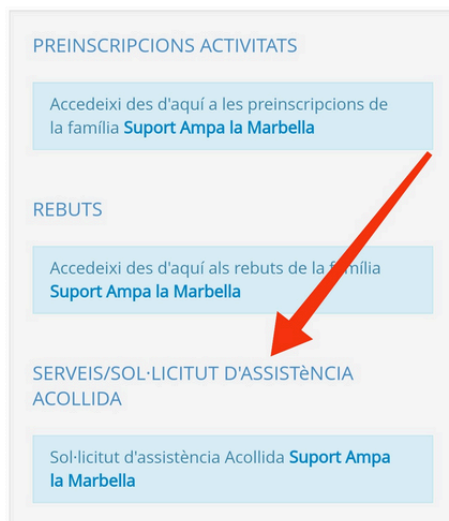 PREINSCRIPCIONS ACTIVITATS
Accedeixi des d'aquí a les preinscripcions de
la família Suport Ampa la Marbella
REBUTS
Accedeixi des d'aquí als rebuts de la família
Suport Ampa la Marbella
SERVEIS/SOL·LICITUT D'ASSISTèNCIA
ACOLLIDA
Sol·licitut d'assistència Acollida Suport Ampa
la Marbella